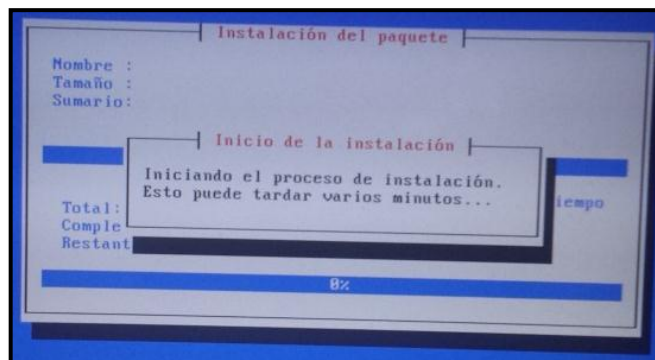 Instalación del paquete
Nombre :
Tamaño :
Sumario:
Inicio de la instalación
Iniciando el proceso de instalación.
Esto puede tardar varios minutos...
Total: iempo
Comple
Restant
0%